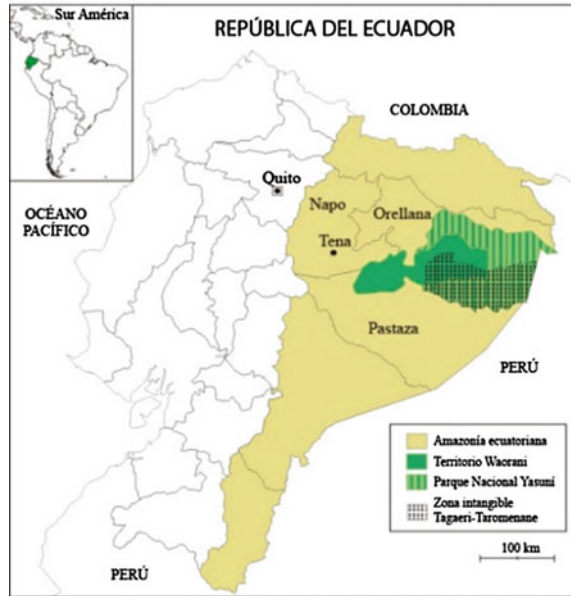 Sur América
REPÚBLICA DEL ECUADOR
COLOMBIA
Quito
OCÉANO
PACÍFICO
Napo
Orellana
Tena
Pastaza
PERÚ
Amazonía ecuatoriana
Territorio Waorani
Parque Nacional Yasuní
Zona intangible
Tagaeri-Taromenane
100 km
PERÚ